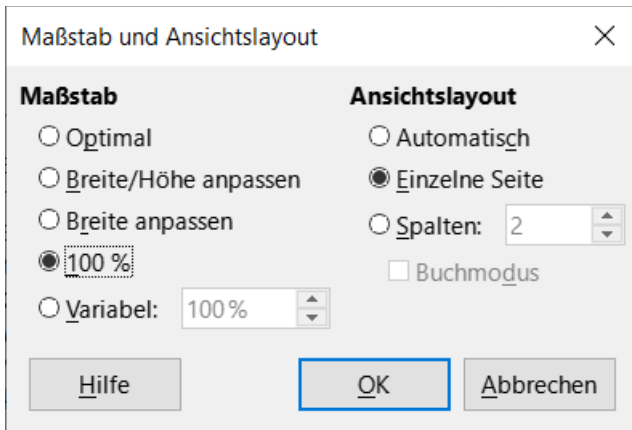 Maßstab und Ansichtslayout
Maßstab
Optimal
Breite/Höhe anpassen
Breite anpassen
100 %
Variabel: 100%
Ansichtslayout
Automatisch
Einzelne Seite
Spalten: 2
Buchmodus
Hilfe
OK
Abbrechen